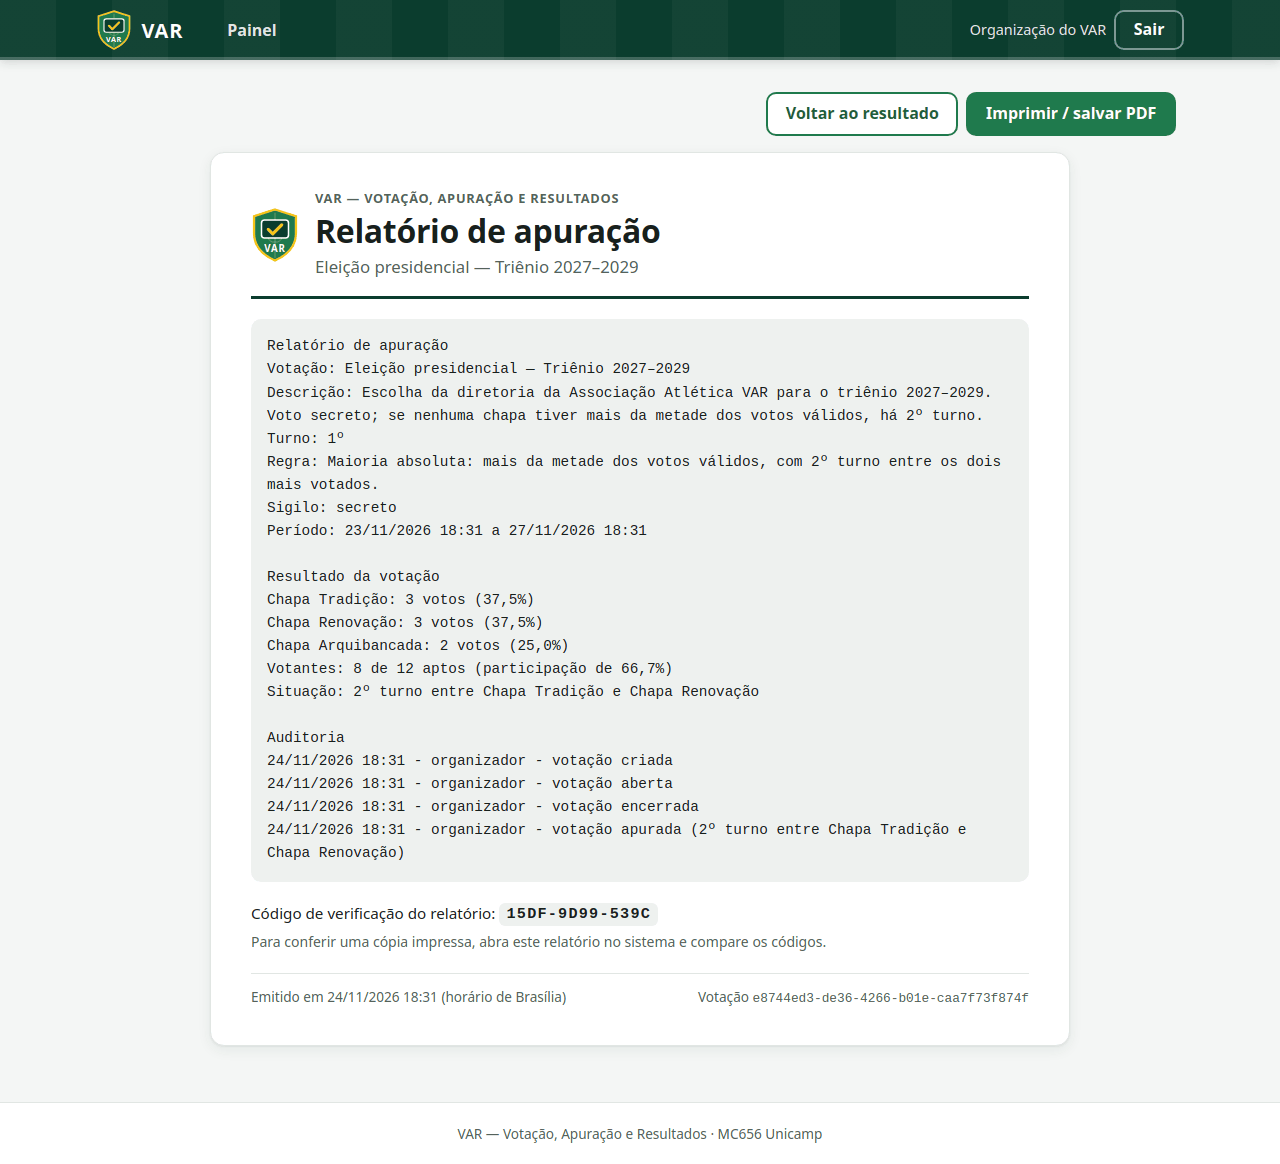 VAR
VAR
Painel
Organização do VAR
Sair
Voltar ao resultado
Imprimir / salvar PDF
VAR
VAR — VOTAÇÃO, APURAÇÃO E RESULTADOS
Relatório de apuração
Eleição presidencial — Triênio 2027–2029
Relatório de apuração
Votação: Eleição presidencial — Triênio 2027–2029
Descrição: Escolha da diretoria da Associação Atlética VAR para o triênio 2027–2029.
Voto secreto; se nenhuma chapa tiver mais da metade dos votos válidos, há 2º turno.
Turno: 1º
Regra: Maioria absoluta: mais da metade dos votos válidos, com 2º turno entre os dois
mais votados.
Sigilo: secreto
Período: 23/11/2026 18:31 a 27/11/2026 18:31
Resultado da votação
Chapa Tradição: 3 votos (37,5%)
Chapa Renovação: 3 votos (37,5%)
Chapa Arquibancada: 2 votos (25,0%)
Votantes: 8 de 12 aptos (participação de 66,7%)
Situação: 2º turno entre Chapa Tradição e Chapa Renovação
Auditoria
24/11/2026 18:31 - organizador - votação criada
24/11/2026 18:31 - organizador - votação aberta
24/11/2026 18:31 - organizador - votação encerrada
24/11/2026 18:31 - organizador - votação apurada (2º turno entre Chapa Tradição e
Chapa Renovação)
Código de verificação do relatório: 15DF-9D99-539C
Para conferir uma cópia impressa, abra este relatório no sistema e compare os códigos.
Emitido em 24/11/2026 18:31 (horário de Brasília)
Votação e8744ed3-de36-4266-b01e-caa7f73f874f
VAR — Votação, Apuração e Resultados · MC656 Unicamp